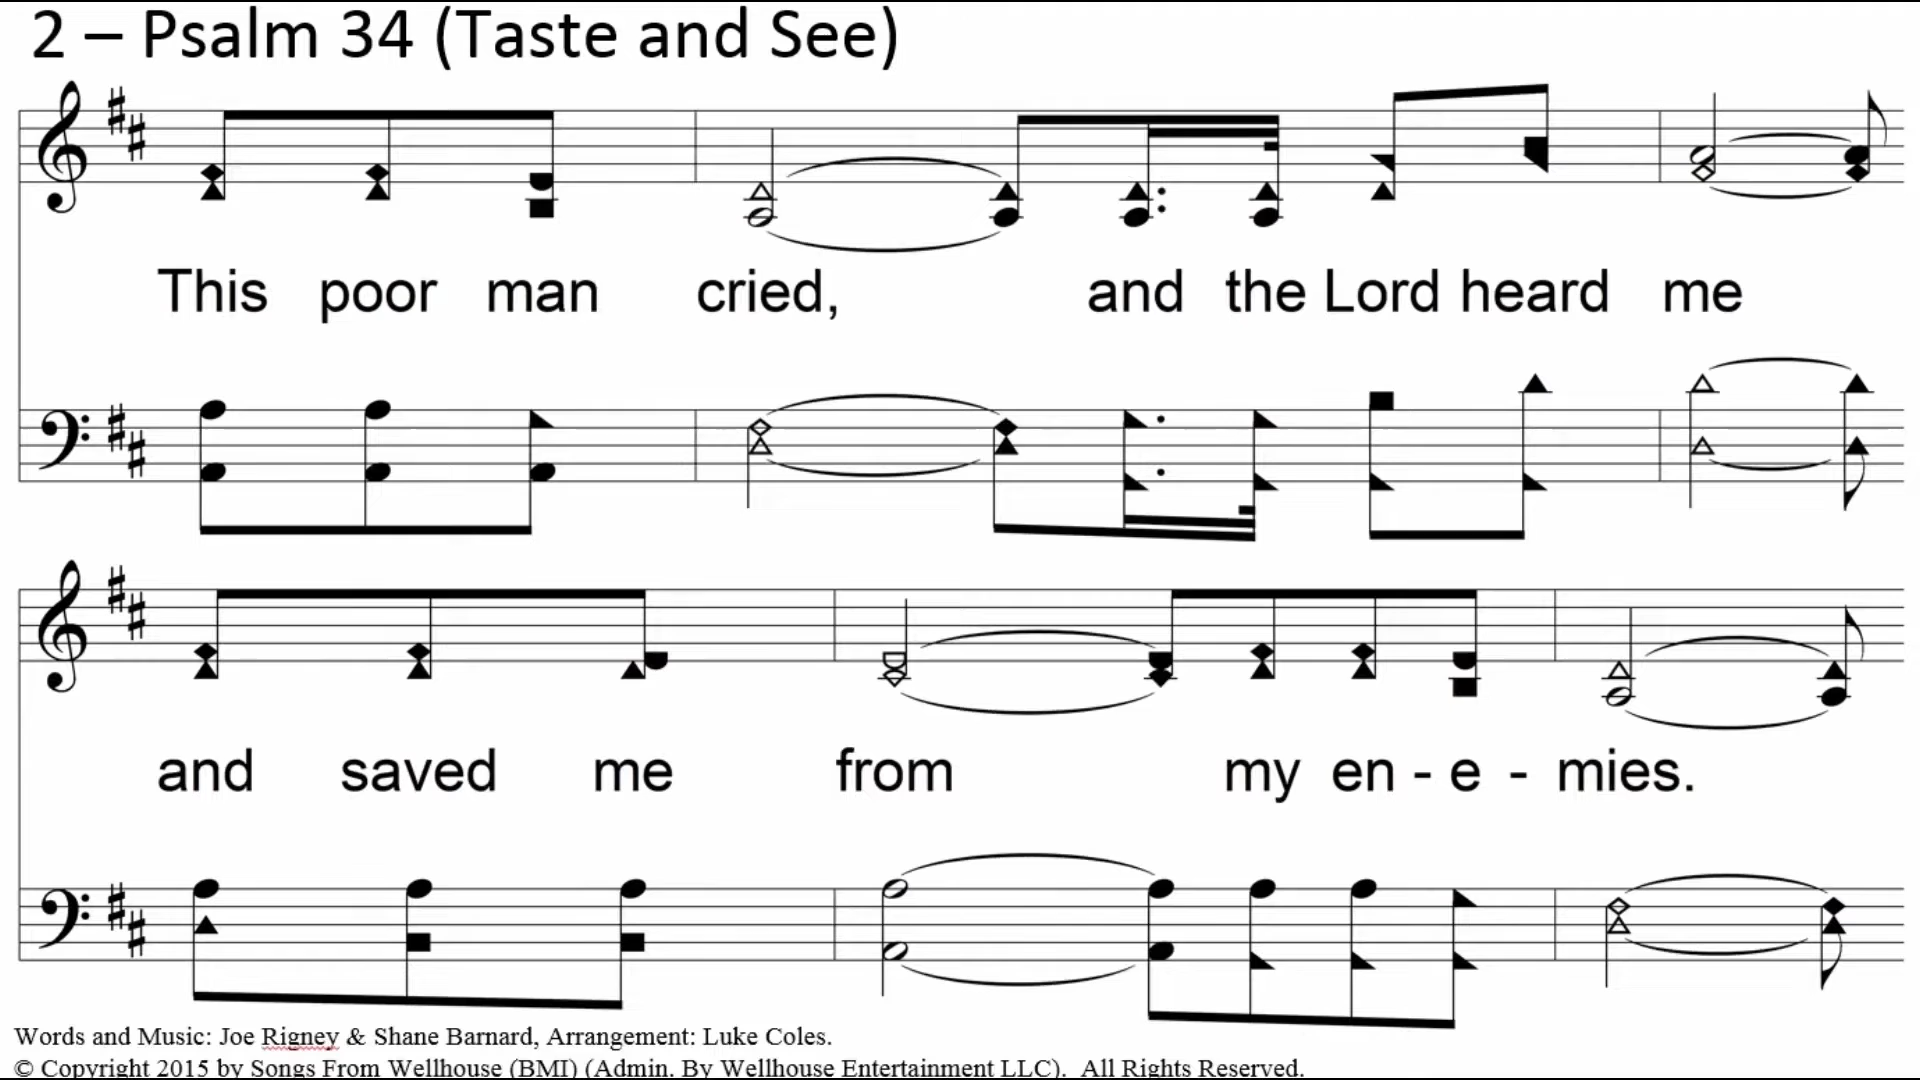 2 – Psalm 34 (Taste and See)
This poor man cried, and the Lord heard me
and saved me from my en - e - mies.
Words and Music: Joe Rigney & Shane Barnard, Arrangement: Luke Coles.
© Copyright 2015 by Songs From Wellhouse (BMI) (Admin. By Wellhouse Entertainment LLC). All Rights Reserved.